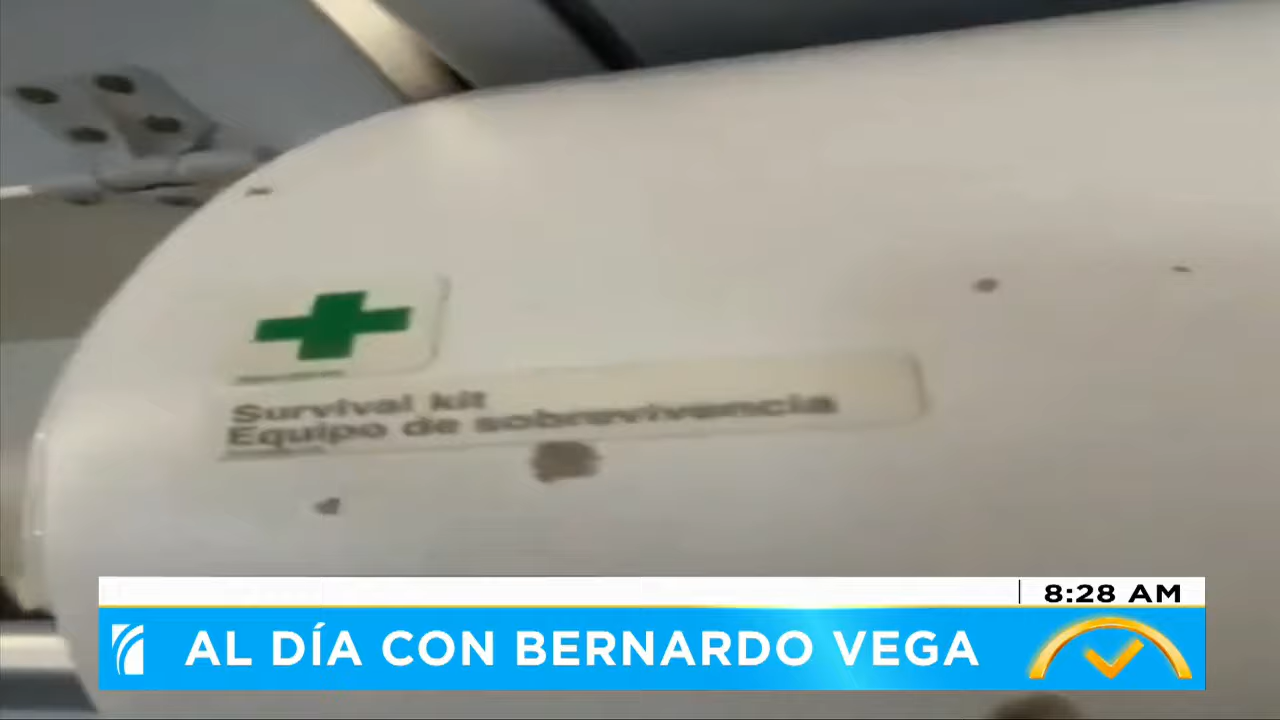 Survival kit
Equipo de sobrevivencia
8:28 AM
AL DÍA CON BERNARDO VEGA